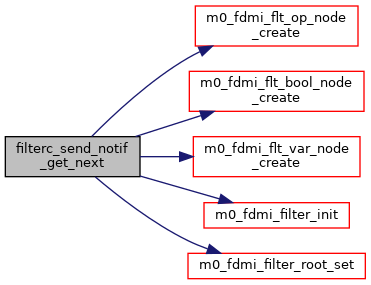 filterc_send_notif
_get_next
m0_fdmi_flt_op_node
_create
m0_fdmi_flt_bool_node
_create
m0_fdmi_flt_var_node
_create
m0_fdmi_filter_init
m0_fdmi_filter_root_set